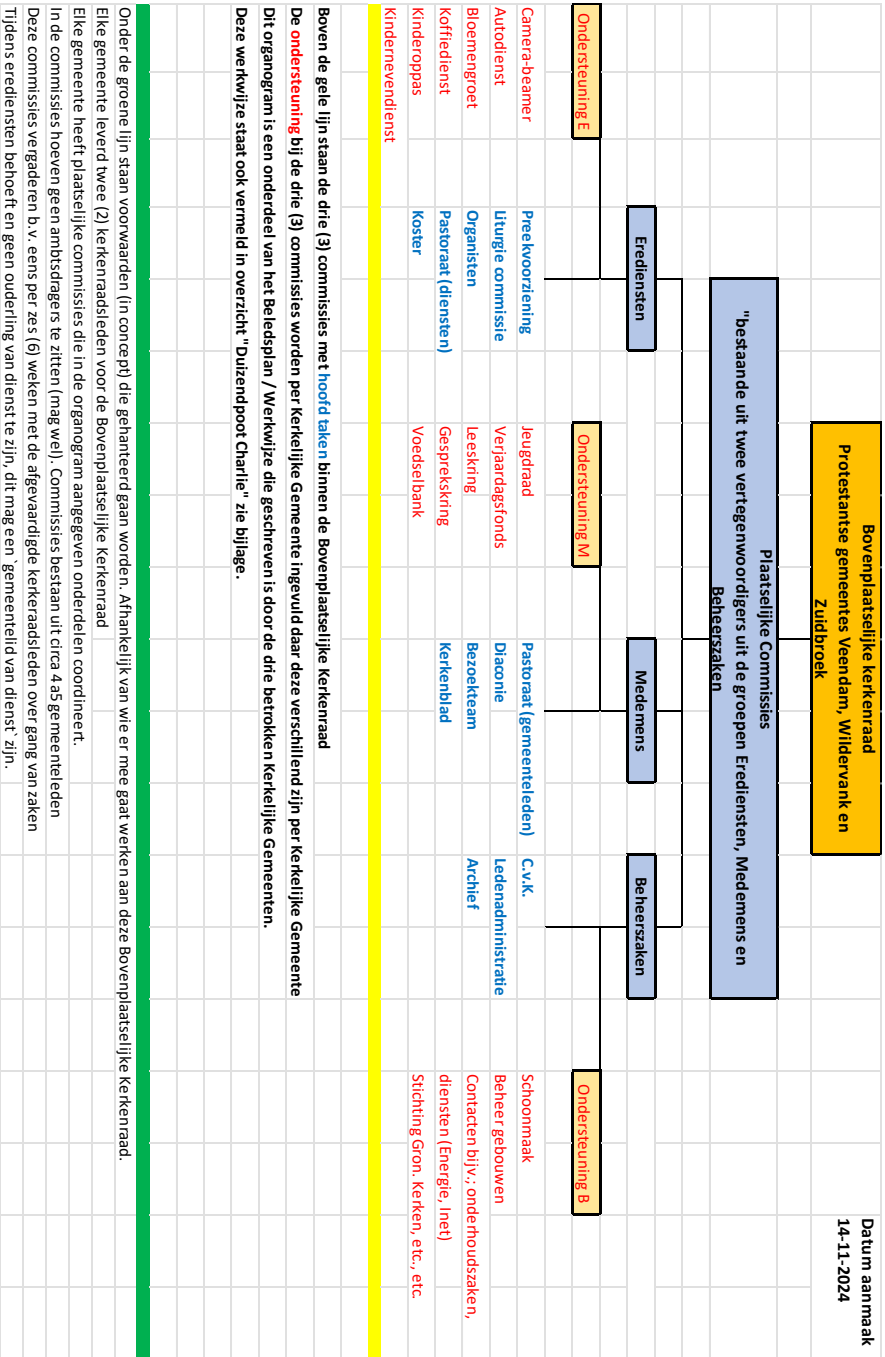 Datum aanmaak
14-11-2024
Bovenplaatselijke kerkenraad
Protestantse gemeentes Veendam, Wildervank en
Zuidbroek
Plaatselijke Commissies
"bestaande uit twee vertegenwoordigers uit de groepen Erediensten, Medemens en
Beheerszaken
Erediensten
Medemens
Beheerszaken
Ondersteuning E
Ondersteuning M
Ondersteuning B
Camera-beamer
Autodienst
Bloemengroet
Koffiedienst
Kinderoppas
Kindernevendienst
Preekvoorziening
Liturgie commissie
Organisten
Pastoraat (diensten)
Koster
Jeugdraad
Verjaardagsfonds
Leeskring
Gesprekskring
Voedselbank
Pastoraat (gemeenteleden)
Diaconie
Bezoekteam
Kerkenblad
C.v.K.
Ledenadministratie
Archief
Schoonmaak
Beheer gebouwen
Contacten bijv.; onderhoudszaken,
diensten (Energie, Inet)
Stichting Gron. Kerken, etc., etc.
Boven de gele lijn staan de drie (3) commissies met hoofd taken binnen de Bovenplaatselijke Kerkenraad
De ondersteuning bij de drie (3) commissies worden per Kerkelijke Gemeente ingevuld daar deze verschillend zijn per Kerkelijke Gemeente
Dit organogram is een onderdeel van het Beledsplan / Werkwijze die geschreven is door de drie betrokken Kerkelijke Gemeenten.
Deze werkwijze staat ook vermeld in overzicht "Duizendpoot Charlie" zie bijlage.
Onder de groene lijn staan voorwaarden (in concept) die gehanteerd gaan worden. Afhankelijk van wie er mee gaat werken aan deze Bovenplaatselijke Kerkenraad.
Elke gemeente leverd twee (2) kerkenraadsleden voor de Bovenplaatselijke Kerkenraad
Elke gemeente heeft plaatselijke commissies die in de organogram aangegeven onderdelen coordineert.
In de commissies hoeven geen ambtsdragers te zitten (mag wel). Commissies bestaan uit circa 4 a5 gemeenteleden
Deze commissies vergaderen b.v. eens per zes (6) weken met de afgevaardigde kerkeraadsleden over gang van zaken
Tijdens erediensten behoeft en geen ouderling van dienst te zijn, dit mag een `gemeentelid van dienst` zijn.